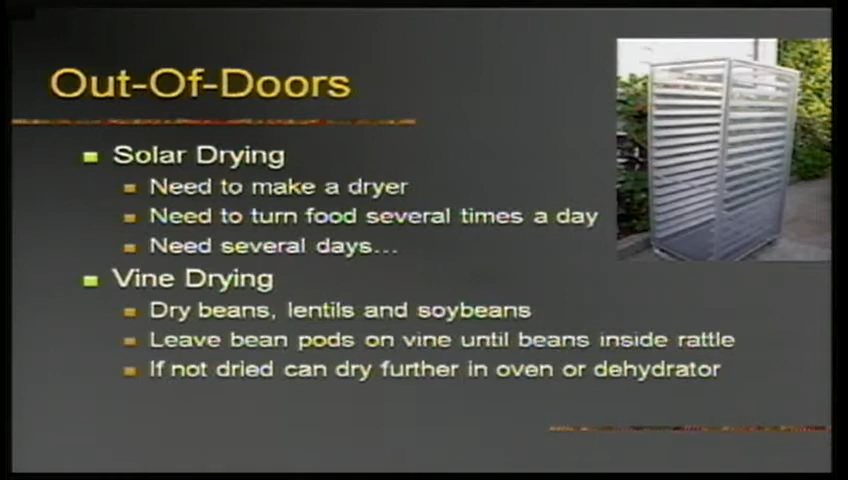 Out-Of-Doors
Solar Drying
Need to make a dryer
Need to turn food several times a day
Need several days...
Vine Drying
Dry beans, lentils and soybeans
Leave bean pods on vine until beans inside rattle
If not dried can dry further in oven or dehydrator